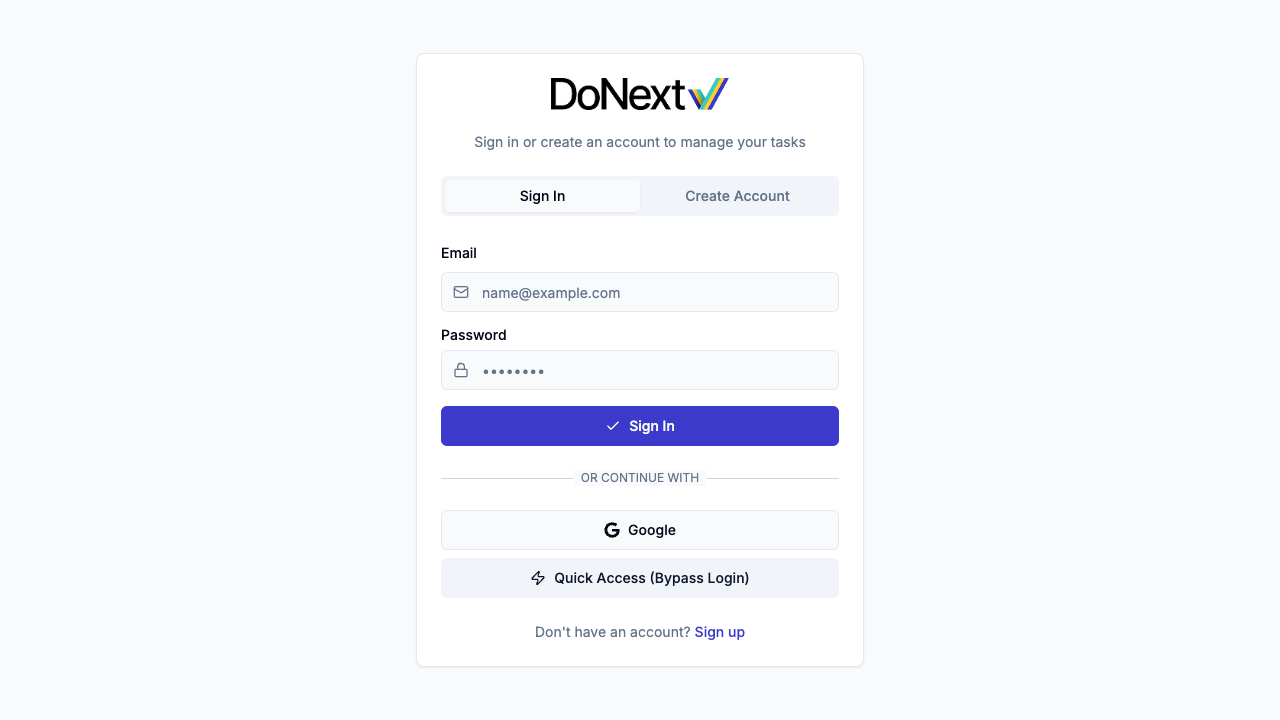 DoNext
Sign in or create an account to manage your tasks
Sign In
Create Account
Email
name@example.com
Password
••••••••
Sign In
OR CONTINUE WITH
Google
Quick Access (Bypass Login)
Don't have an account? Sign up